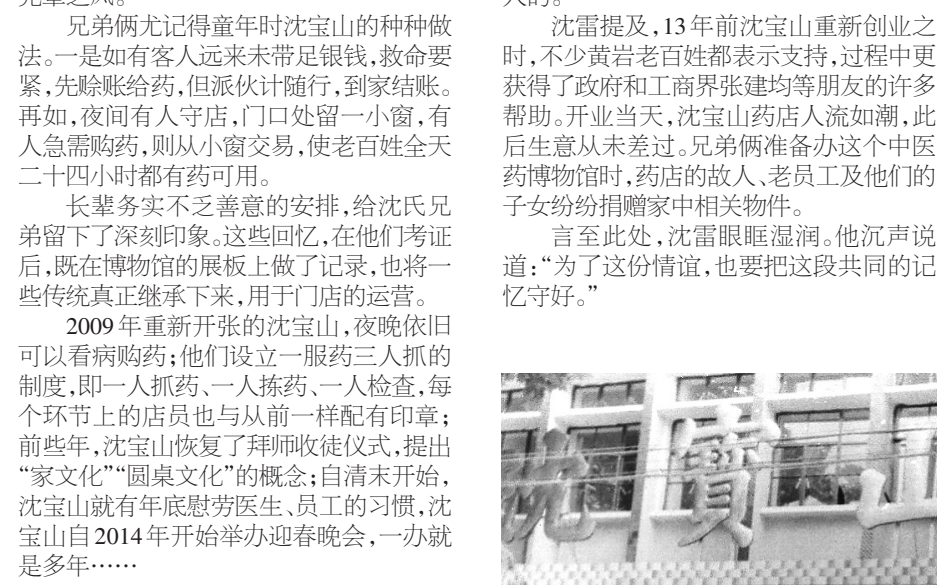 兄弟俩尤记得童年时沈宝山的种种做
法。一是如有客人远来未带足银钱,救命要
紧,先赊账给药,但派伙计随行,到家结账。
再如,夜间有人守店,门口处留一小窗,有
人急需购药,则从小窗交易,使老百姓全天
二十四小时都有药可用。
长辈务实不乏善意的安排,给沈氏兄
弟留下了深刻印象。这些回忆,在他们考证
后,既在博物馆的展板上做了记录,也将一
些传统真正继承下来,用于门店的运营。
2009年重新开张的沈宝山,夜晚依旧
可以看病购药;他们设立一服药三人抓的
制度,即一人抓药、一人拣药、一人检查,每
个环节上的店员也与从前一样配有印章;
前些年,沈宝山恢复了拜师收徒仪式,提出
“家文化”“圆桌文化”的概念;自清末开始,
沈宝山就有年底慰劳医生、员工的习惯,沈
宝山自2014年开始举办迎春晚会,一办就
是多年……
沈雷提及,13年前沈宝山重新创业之
时,不少黄岩老百姓都表示支持,过程中更
获得了政府和工商界张建均等朋友的许多
帮助。开业当天,沈宝山药店人流如潮,此
后生意从未差过。兄弟俩准备办这个中医
药博物馆时,药店的故人、老员工及他们的
子女纷纷捐赠家中相关物件。
言至此处,沈雷眼眶湿润。他沉声说
道:“为了这份情谊,也要把这段共同的记
忆守好。”
沈寶山